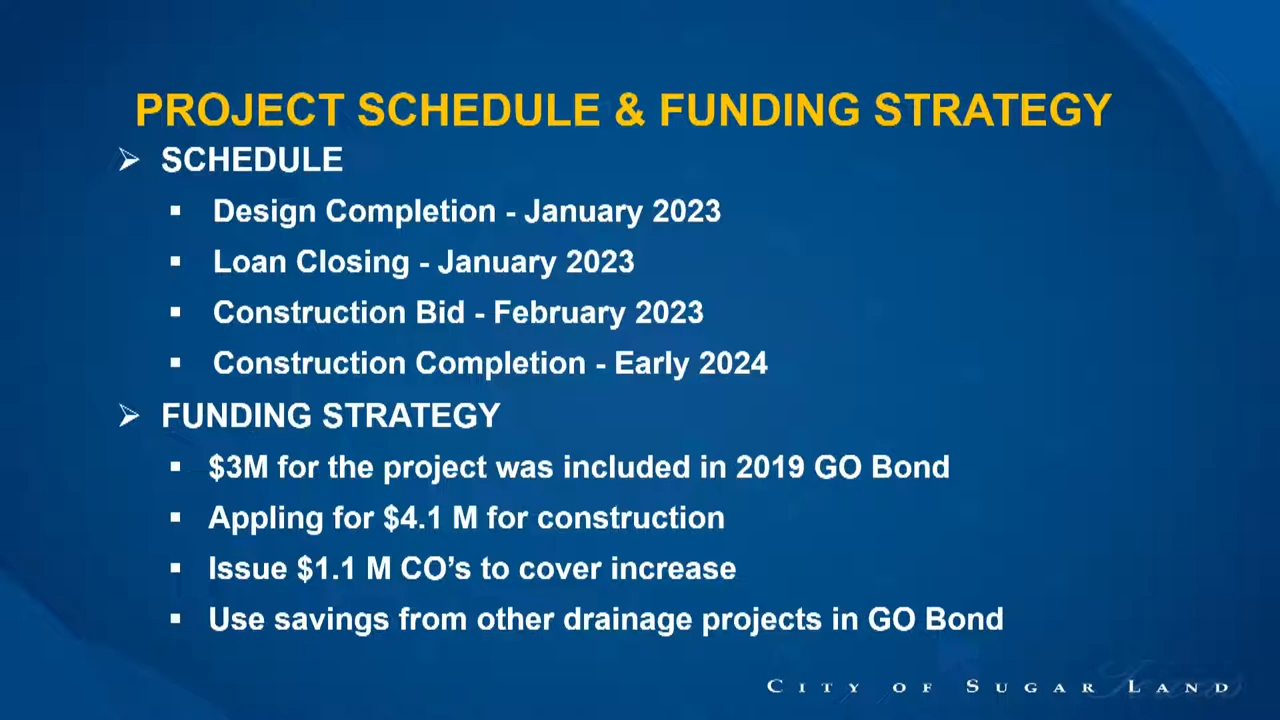 PROJECT SCHEDULE & FUNDING STRATEGY
SCHEDULE
Design Completion - January 2023
Loan Closing - January 2023
Construction Bid - February 2023
Construction Completion - Early 2024
FUNDING STRATEGY
$3M for the project was included in 2019 GO Bond
Appling for $4.1 M for construction
Issue $1.1 M CO’s to cover increase
Use savings from other drainage projects in GO Bond
CITY OF SUGAR LAND